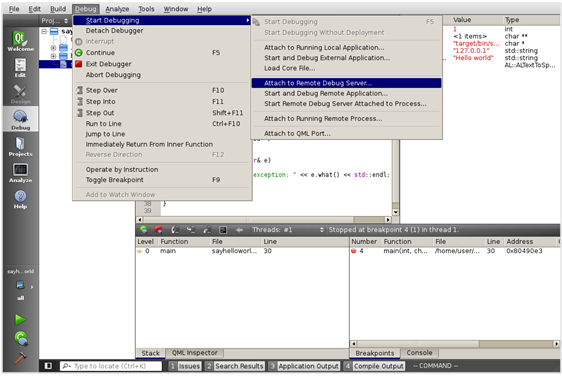 File Edit Build Debug Analyze Tools Window Help
Proj...
Start Debugging
Detach Debugger
Interrupt
Continue F5
Exit Debugger
Abort Debugging
Step Over F10
Step Into F11
Step Out Shift+F11
Run to Line Ctrl+F10
Jump to Line
Immediately Return From Inner Function
Reverse Direction F12
Operate by Instruction
Toggle Breakpoint F9
Add to Watch Window
Start Debugging F5
Start Debugging Without Deployment
Attach to Running Local Application...
Start and Debug External Application...
Load Core File...
Attach to Remote Debug Server...
Start and Debug Remote Application...
Start Remote Debug Server Attached to Process...
Attach to Running Remote Process...
Attach to QML Port...
Value Type
1 int
<1 items> char **
"target/bin/s... char *
"127.0.0.1" std::string
"Hello world" std::string
AL::ALTextToSp...
Welcome
Edit
Design
Debug
Projects
Analyze
Help
sayh...orld
all
r& e)
exception: " << e.what() << std::endl;
38 }
39
Threads: #1 Stopped at breakpoint 4 (1) in thread 1.
Level Function File Line
0 main sayhelloworl... 30
Number Function File Line Address
4 main(int, ch... /home/user/... 30 0x80490e3
Stack QML Inspector
Breakpoints Console
Type to locate (Ctrl+K) 1 Issues 2 Search Results 3 Application Output 4 Compile Output -- COMMAND --